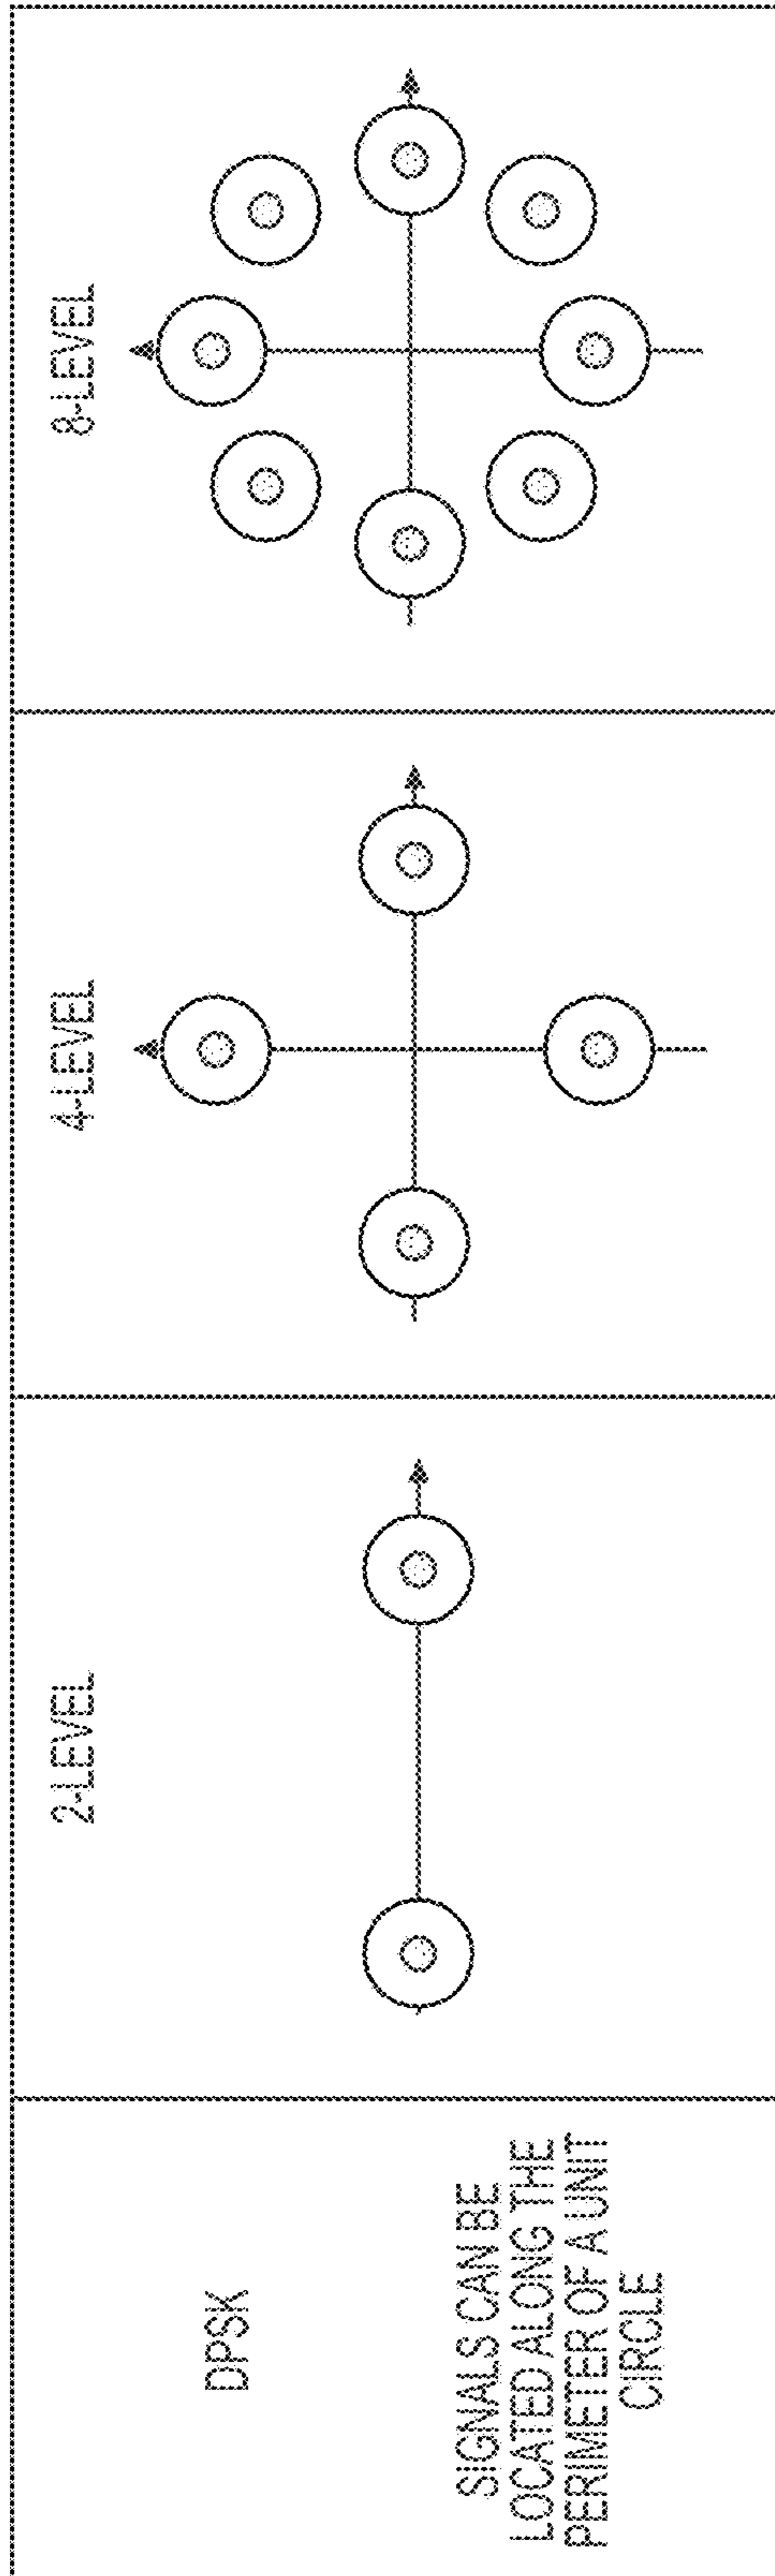 DPSK
SIGNALS CAN BE
LOCATED ALONG THE
PERIMETER OF A UNIT
CIRCLE
2-LEVEL
4-LEVEL
8-LEVEL